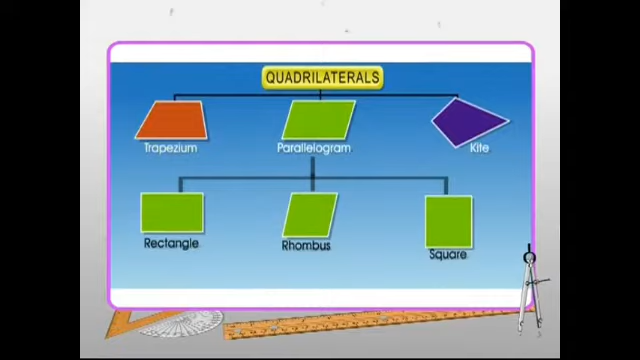 QUADRILATERALS
Trapezium
Parallelogram
Kite
Rectangle
Rhombus
Square